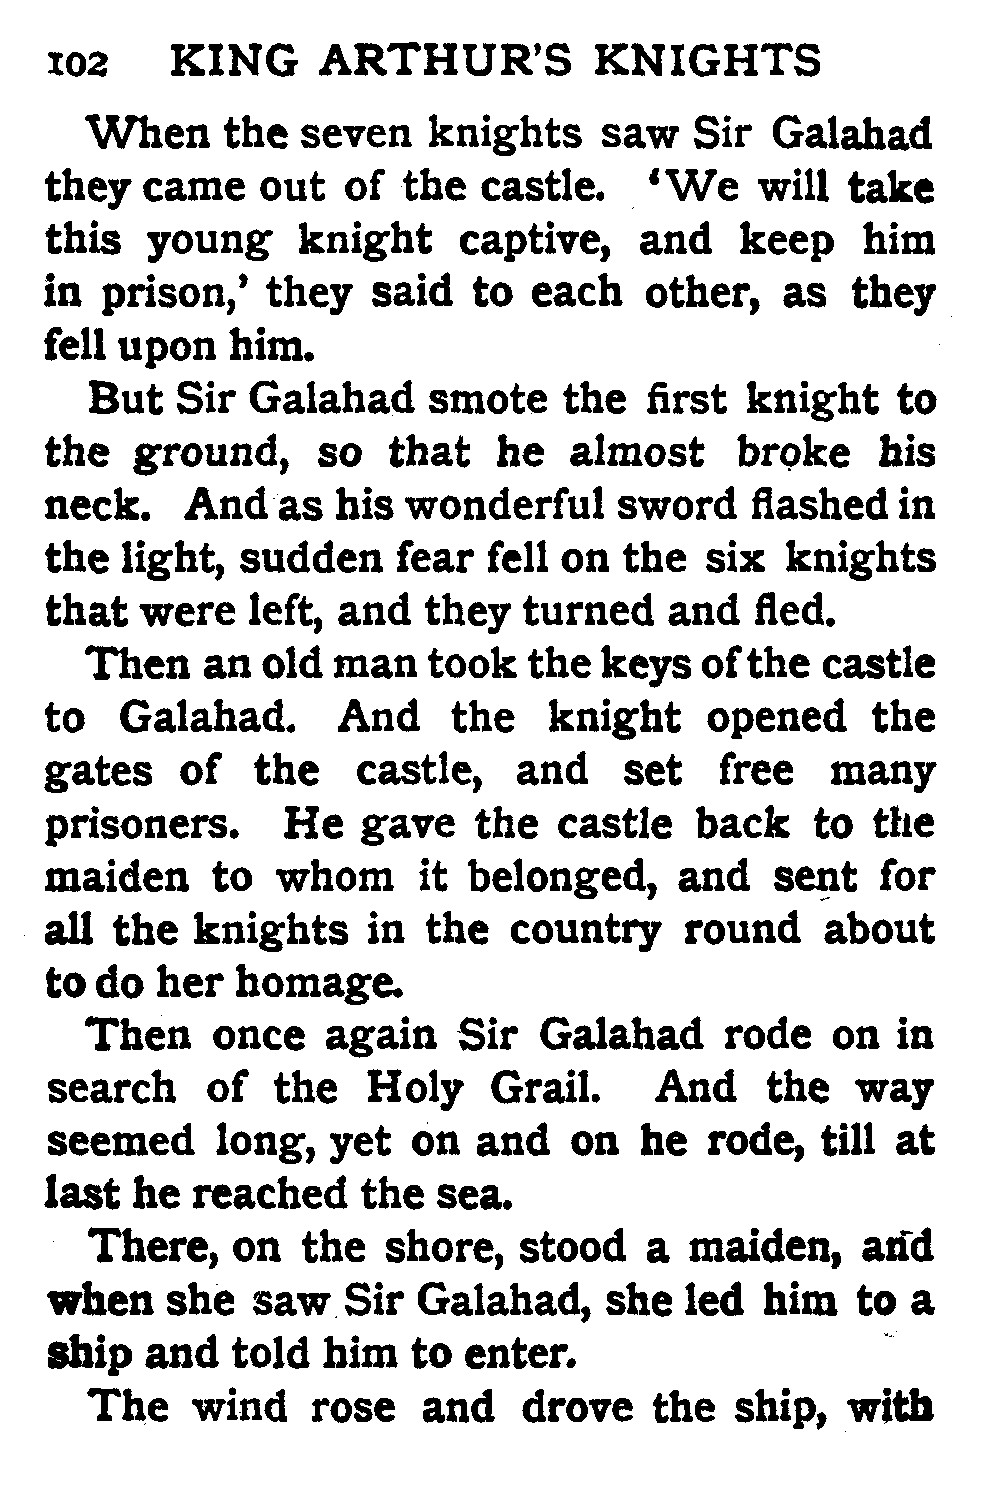 102 KING ARTHUR'S KNIGHTS
When the seven knights saw Sir Galahad
they came out of the castle. ‘We will take
this young knight captive, and keep him
in prison,’ they said to each other, as they
fell upon him.
But Sir Galahad smote the first knight to
the ground, so that he almost broke his
neck. And as his wonderful sword flashed in
the light, sudden fear fell on the six knights
that were left, and they turned and fled.
Then an old man took the keys of the castle
to Galahad. And the knight opened the
gates of the castle, and set free many
prisoners. He gave the castle back to the
maiden to whom it belonged, and sent for
all the knights in the country round about
to do her homage.
Then once again Sir Galahad rode on in
search of the Holy Grail. And the way
seemed long, yet on and on he rode, till at
last he reached the sea.
There, on the shore, stood a maiden, and
when she saw Sir Galahad, she led him to a
ship and told him to enter.
The wind rose and drove the ship, with